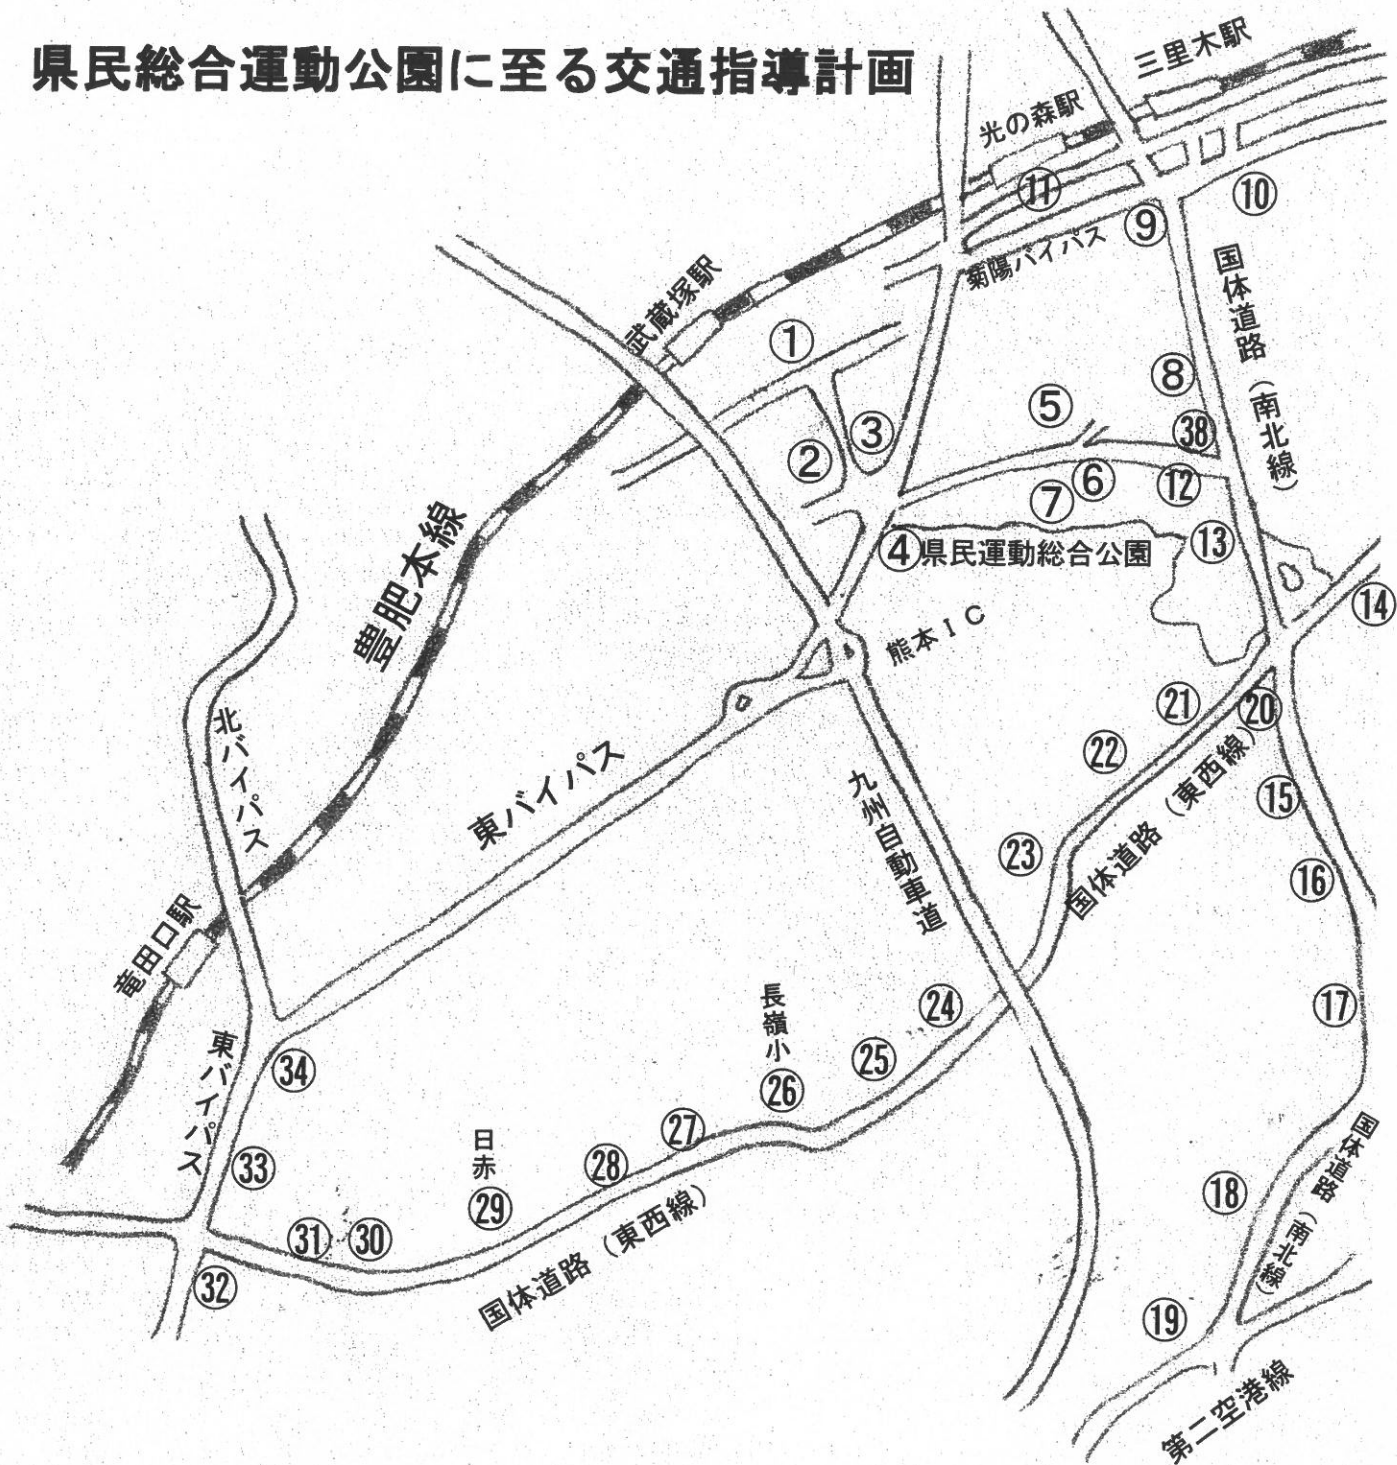 県民総合運動公園に至る交通指導計画
三里木駅
光の森駅
⑪
⑩
⑨
菊陽バイパス
国体道路(南北線)
武蔵塚駅
①
⑧
⑤
③
㊳
②
⑥
⑫
⑦
豊肥本線
④県民運動総合公園
⑬
⑭
熊本IC
㉑
⑳
北バイパス
㉒
東バイパス
九州自動車道
国体道路(東西線)
⑮
㉓
⑯
竜田口駅
長嶺小
㉔
⑰
東バイパス
㉞
㉕
㉖
日赤
㉗
国体道路(南北線)
㉝
㉘
⑱
㉙
㉛
㉚
国体道路(東西線)
㉜
⑲
第二空港線